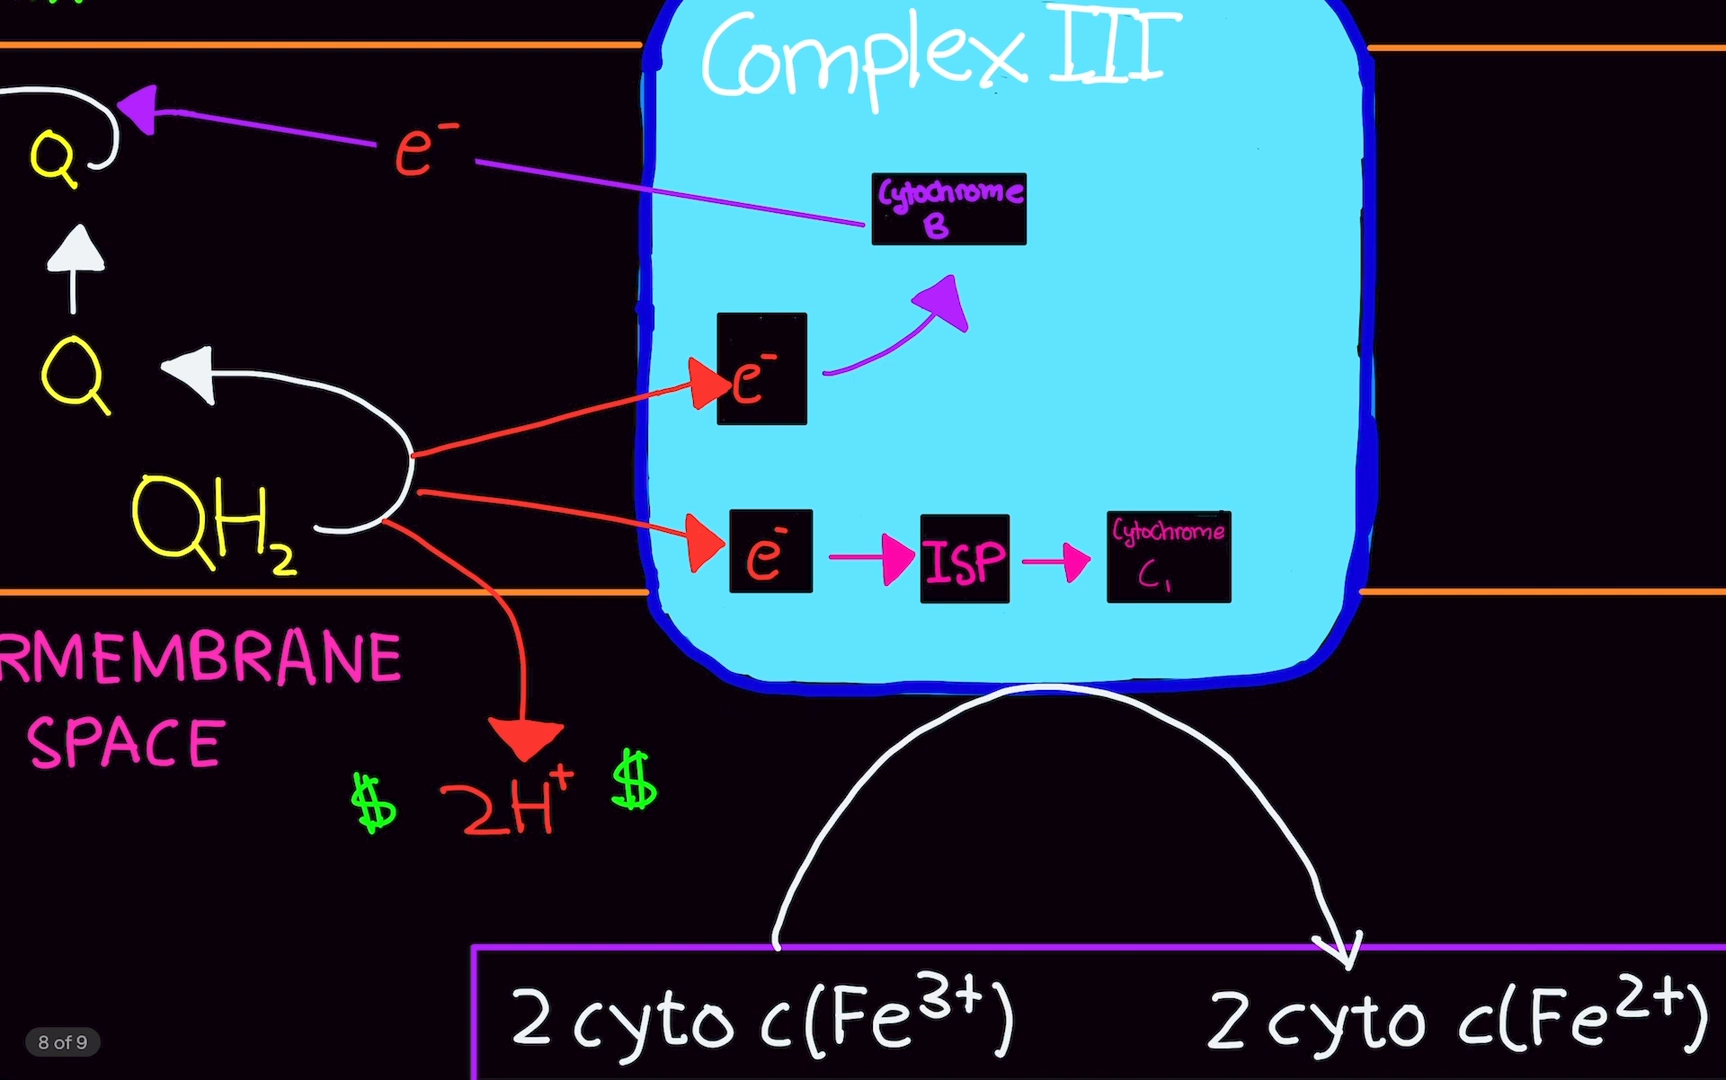 Complex III
e⁻
Q
Cytochrome
B
Q
e⁻
QH₂
e⁻
ISP
Cytochrome
C₁
RMEMBRANE
SPACE
$ 2H⁺ $
2 cyto c(Fe³⁺)
2 cyto c(Fe²⁺)
8 of 9